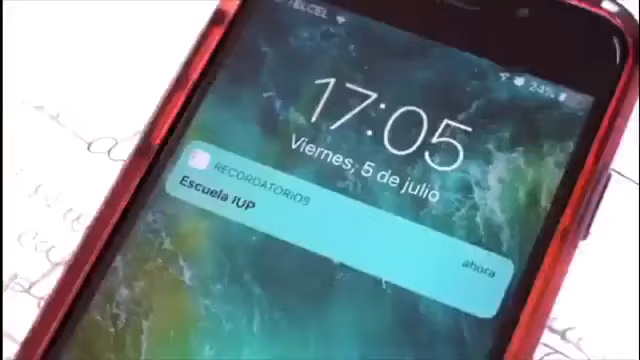 TELCEL
24%
17:05
Viernes, 5 de julio
RECORDATORIOS
Escuela IUP
ahora